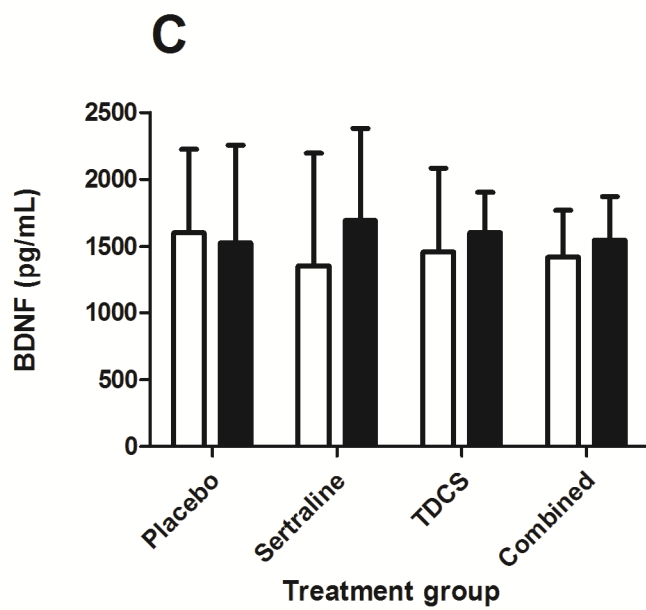 C
BDNF (pg/mL)
2500
2000
1500
1000
500
0
Placebo
Sertraline
TDCS
Combined
Treatment group